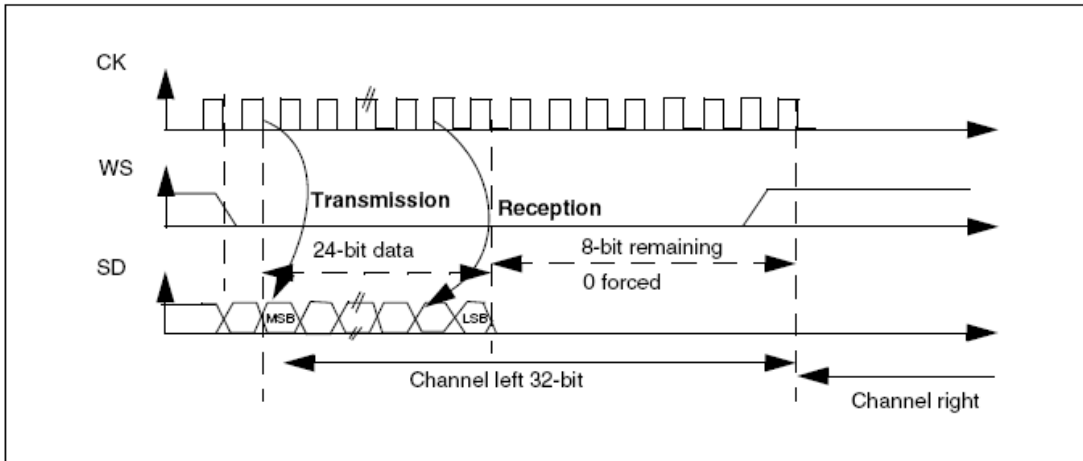 CK
WS
Transmission
Reception
24-bit data
8-bit remaining
0 forced
SD
MSB
LSB
Channel left 32-bit
Channel right